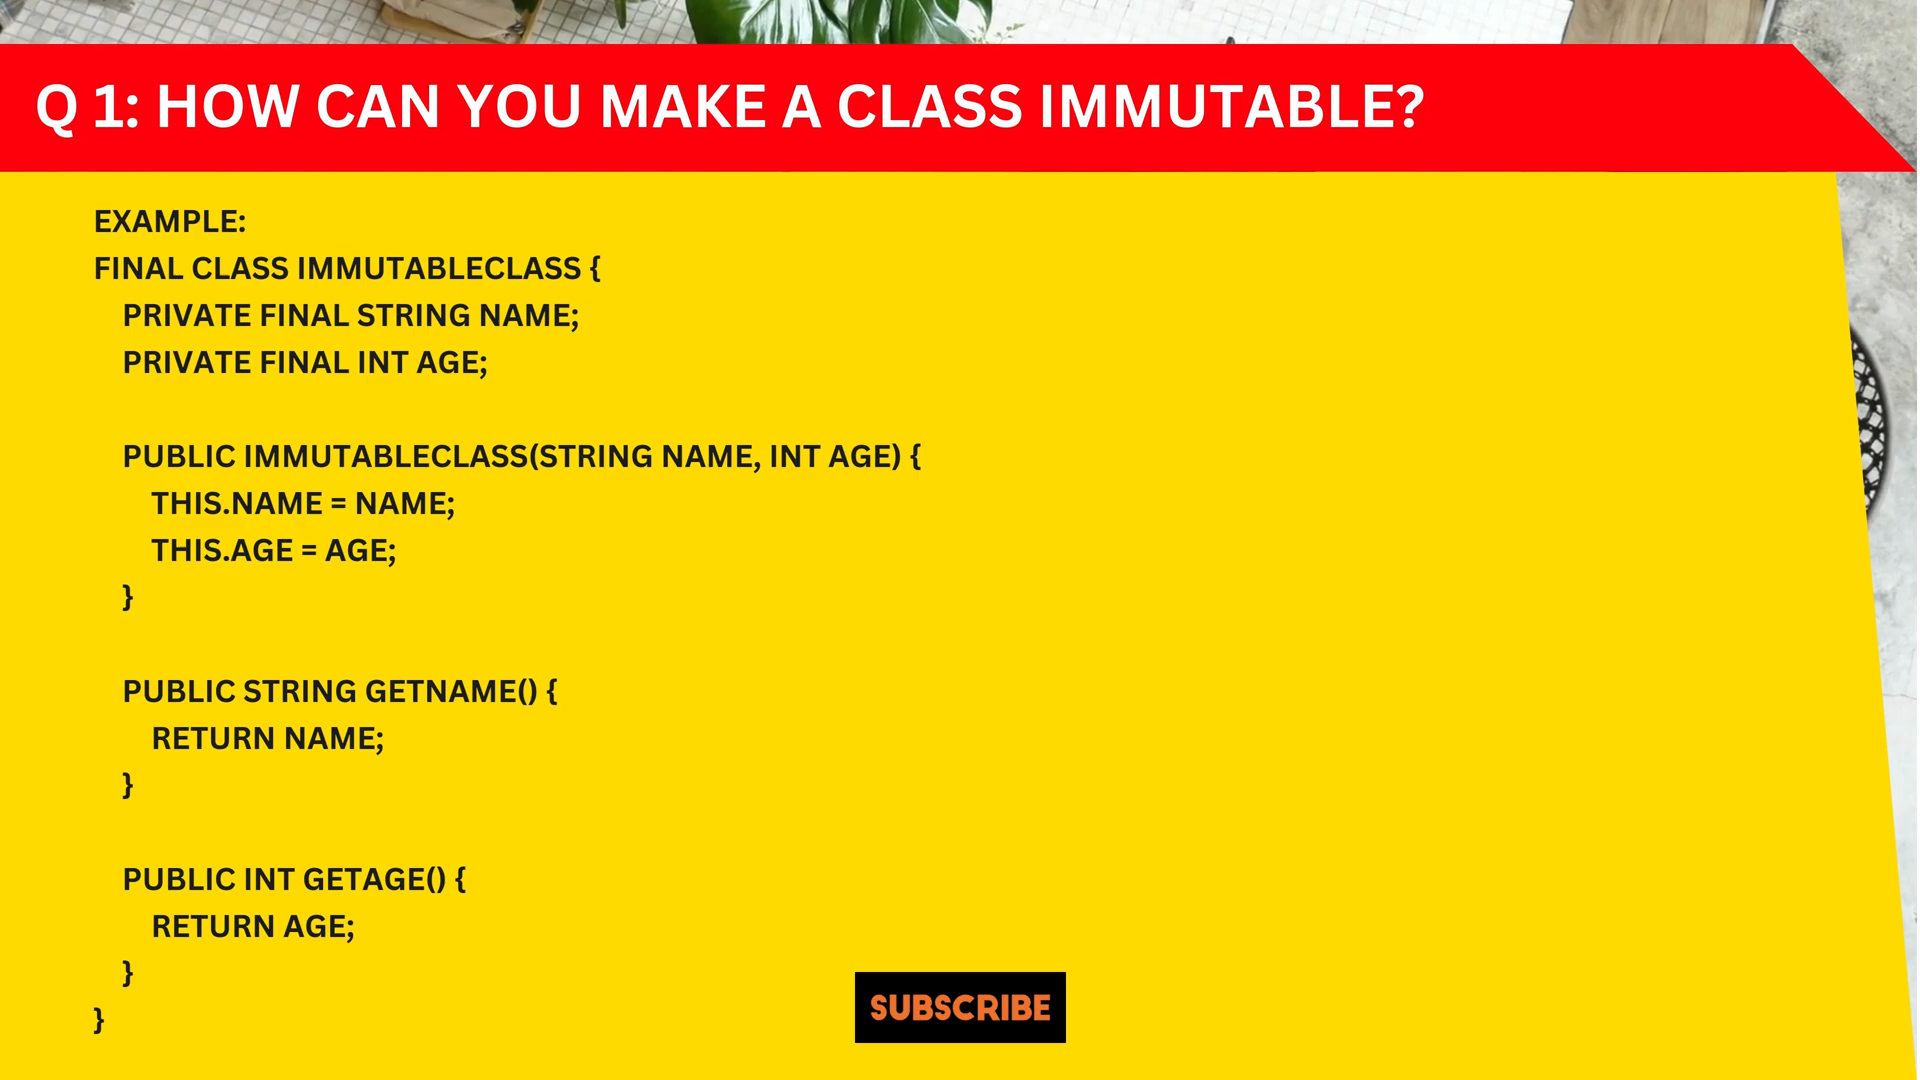 Q 1: HOW CAN YOU MAKE A CLASS IMMUTABLE?
EXAMPLE:
FINAL CLASS IMMUTABLECLASS {
PRIVATE FINAL STRING NAME;
PRIVATE FINAL INT AGE;
PUBLIC IMMUTABLECLASS(STRING NAME, INT AGE) {
THIS.NAME = NAME;
THIS.AGE = AGE;
}
PUBLIC STRING GETNAME() {
RETURN NAME;
}
PUBLIC INT GETAGE() {
RETURN AGE;
}
}
SUBSCRIBE